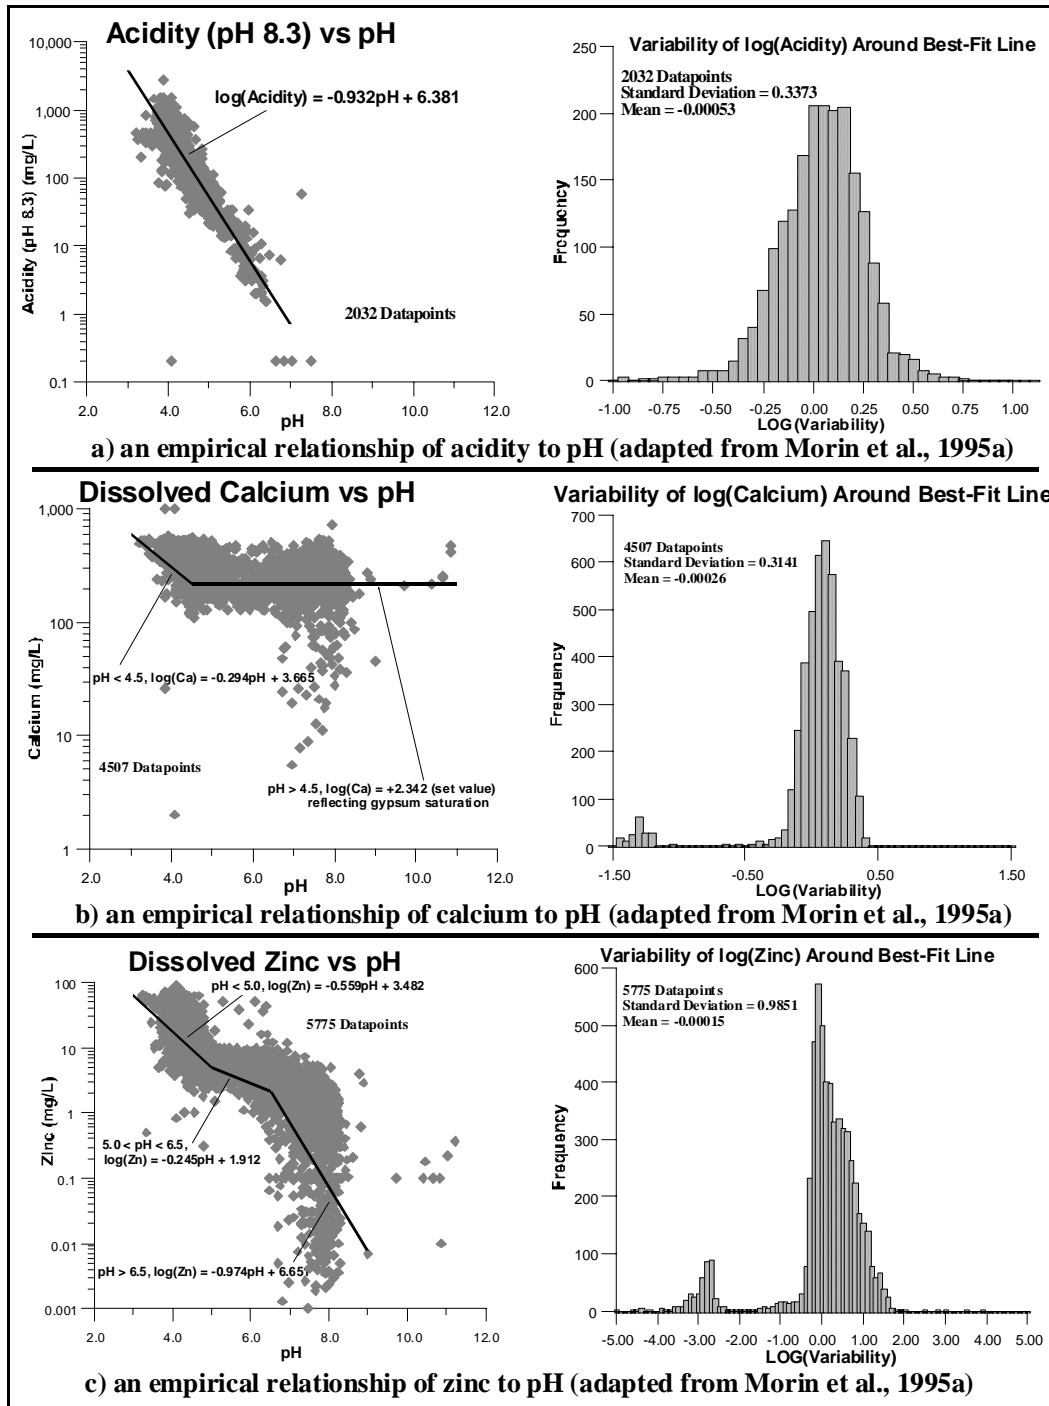 Acidity (pH 8.3) vs pH
10,000
1,000
100
10
1
0.1
Acidity (pH 8.3) (mg/L)
log(Acidity) = -0.932pH + 6.381
2032 Datapoints
2.0 4.0 6.0 8.0 10.0 12.0
pH
Variability of log(Acidity) Around Best-Fit Line
2032 Datapoints
Standard Deviation = 0.3373
Mean = -0.00053
250
200
150
100
50
0
Frequency
-1.00 -0.75 -0.50 -0.25 0.00 0.25 0.50 0.75 1.00
LOG(Variability)
a) an empirical relationship of acidity to pH (adapted from Morin et al., 1995a)
Dissolved Calcium vs pH
1,000
100
10
1
Calcium (mg/L)
pH < 4.5, log(Ca) = -0.294pH + 3.665
4507 Datapoints
pH > 4.5, log(Ca) = +2.342 (set value)
reflecting gypsum saturation
2.0 4.0 6.0 8.0 10.0 12.0
pH
Variability of log(Calcium) Around Best-Fit Line
4507 Datapoints
Standard Deviation = 0.3141
Mean = -0.00026
700
600
500
400
300
200
100
0
Frequency
-1.50 -0.50 0.50 1.50
LOG(Variability)
b) an empirical relationship of calcium to pH (adapted from Morin et al., 1995a)
Dissolved Zinc vs pH
pH < 5.0, log(Zn) = -0.559pH + 3.482
5775 Datapoints
100
10
1
0.1
0.01
0.001
Zinc (mg/L)
5.0 < pH < 6.5,
log(Zn) = -0.245pH + 1.912
pH > 6.5, log(Zn) = -0.974pH + 6.651
2.0 4.0 6.0 8.0 10.0 12.0
pH
Variability of log(Zinc) Around Best-Fit Line
5775 Datapoints
Standard Deviation = 0.9851
Mean = -0.00015
600
500
400
300
200
100
0
Frequency
-5.00 -4.00 -3.00 -2.00 -1.00 0.00 1.00 2.00 3.00 4.00 5.00
LOG(Variability)
c) an empirical relationship of zinc to pH (adapted from Morin et al., 1995a)